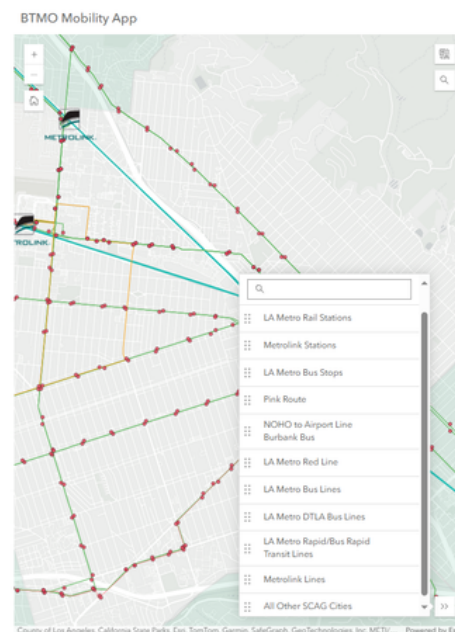 BTMO Mobility App
METROLINK
TROLINK
LA Metro Rail Stations
Metrolink Stations
LA Metro Bus Stops
Pink Route
NOHO to Airport Line
Burbank Bus
LA Metro Red Line
LA Metro Bus Lines
LA Metro DTLA Bus Lines
LA Metro Rapid/Bus Rapid
Transit Lines
Metrolink Lines
All Other SCAG Cities
County of Los Angeles, California State Parks, Esri, TomTom, Garmin, SafeGraph, GeoTechnologies, Inc, METI/ Powered by